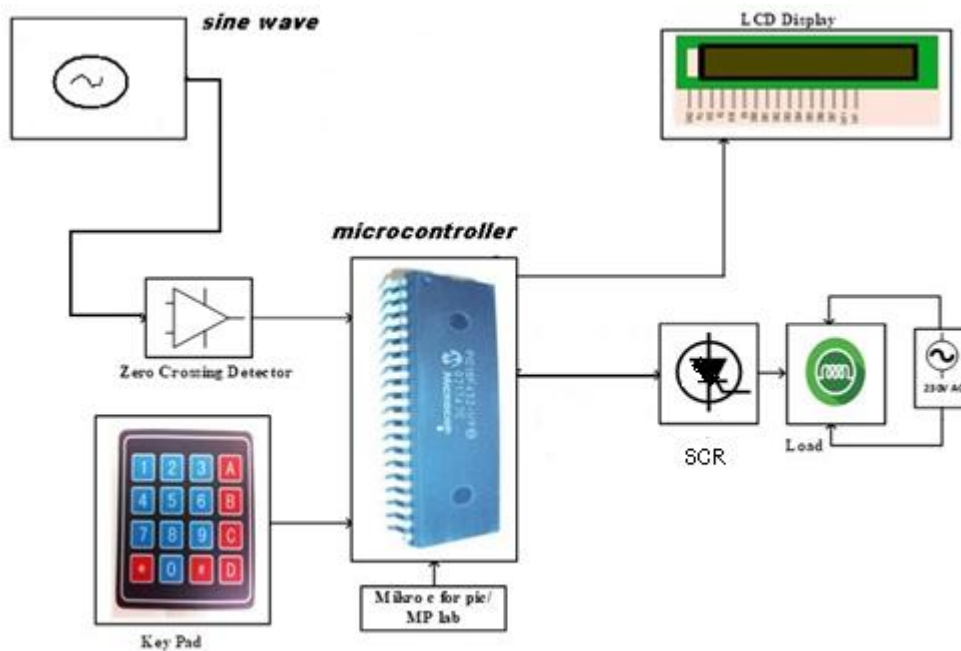 sine wave
LCD Display
microcontroller
Zero Crossing Detector
MICROCHIP
230V AC
SCR
Load
1 2 3 A
4 5 6 B
7 8 9 C
* 0 # D
Key Pad
Mikro c for pic/
MP lab